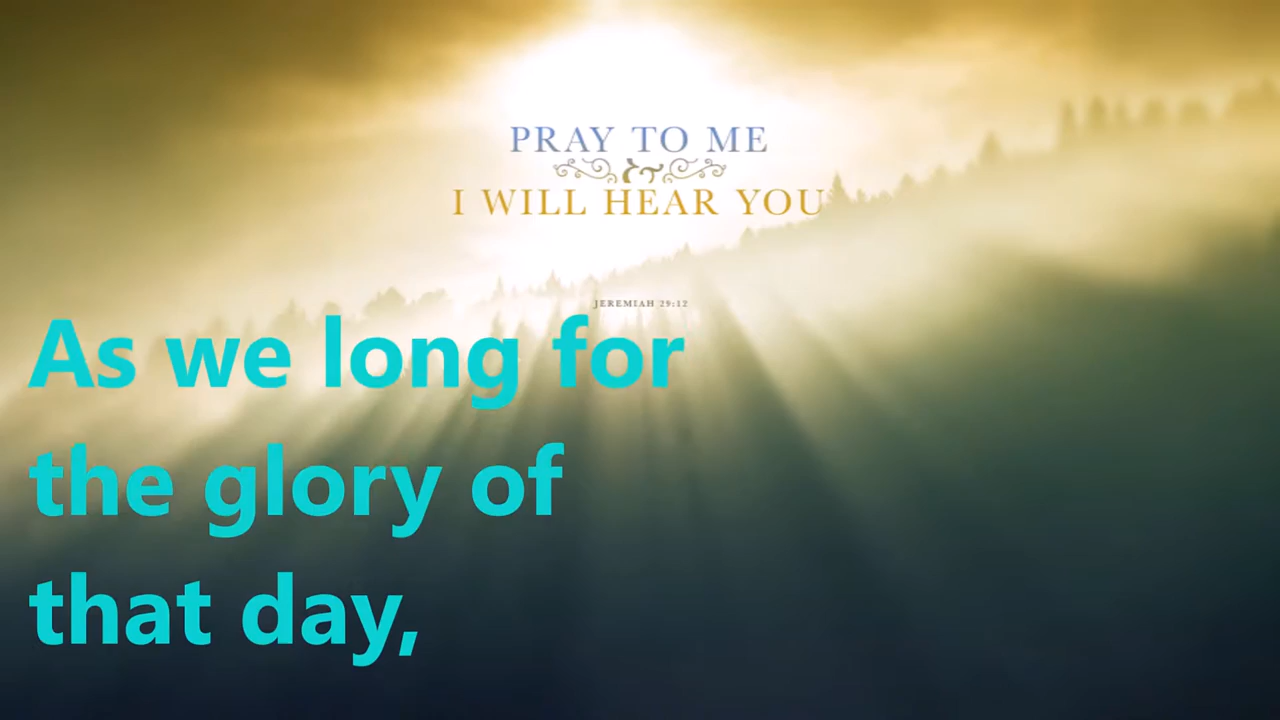 PRAY TO ME
&
I WILL HEAR YOU
JEREMIAH 29:12
As we long for
the glory of
that day,